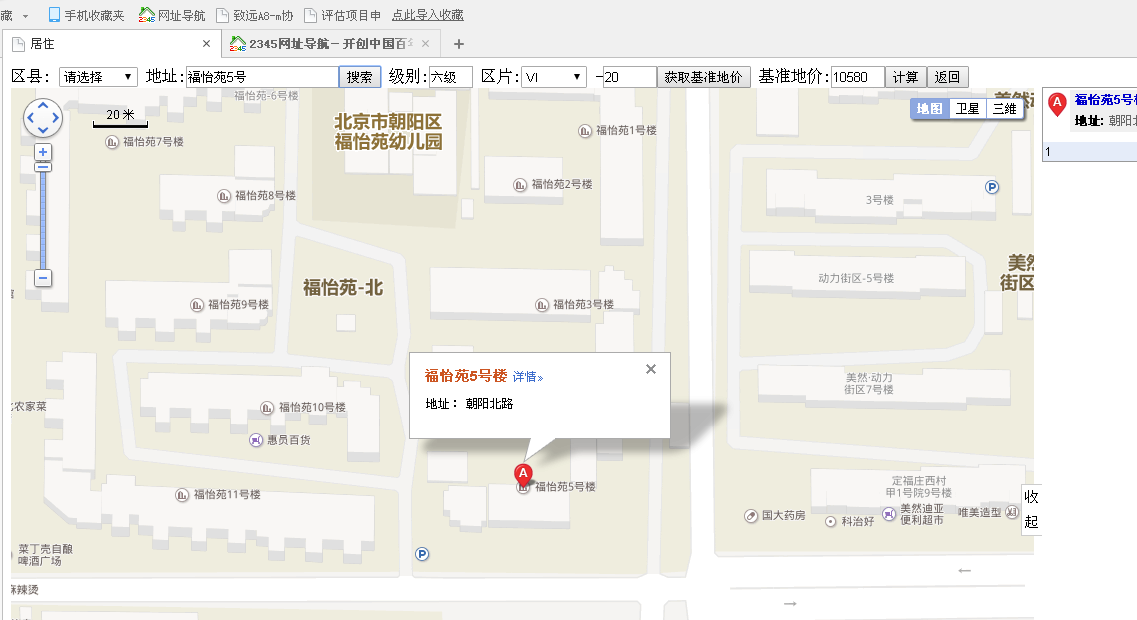 藏 手机收藏夹 网址导航 致远A8-m协 评估项目申 点此导入收藏
居住 2345网址导航－开创中国百
区县: 请选择 地址: 福怡苑5号 搜索 级别: 六级 区片: VI −20 获取基准地价 基准地价: 10580 计算 返回
20 米
福怡苑-6号楼
福怡苑7号楼
北京市朝阳区
福怡苑幼儿园
福怡苑1号楼
地图 卫星 三维
A 福怡苑5号
地址: 朝阳
1
福怡苑8号楼
福怡苑2号楼
3号楼
P
福怡苑-北
动力街区-5号楼
美然
街区
福怡苑9号楼
福怡苑3号楼
福怡苑5号楼 详情»
地址： 朝阳北路
美然·动力
街区7号楼
农家菜
福怡苑10号楼
惠员百货
A
福怡苑5号楼
福怡苑11号楼
定福庄西村
甲1号院9号楼
国大药房
科治好
美然迪亚
便利超市
唯美造型
收
起
菜丁壳自酿
啤酒广场
P
麻辣烫